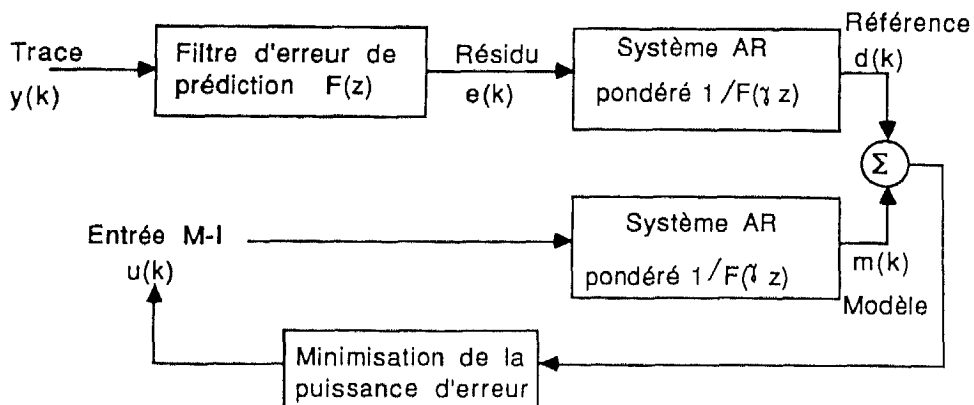 Trace
y(k)
Filtre d'erreur de
prédiction F(z)
Résidu
e(k)
Système AR
pondéré 1/F(γ z)
Référence
d(k)
Σ
Entrée M-I
u(k)
Système AR
pondéré 1/F(γ z)
m(k)
Modèle
Minimisation de la
puissance d'erreur